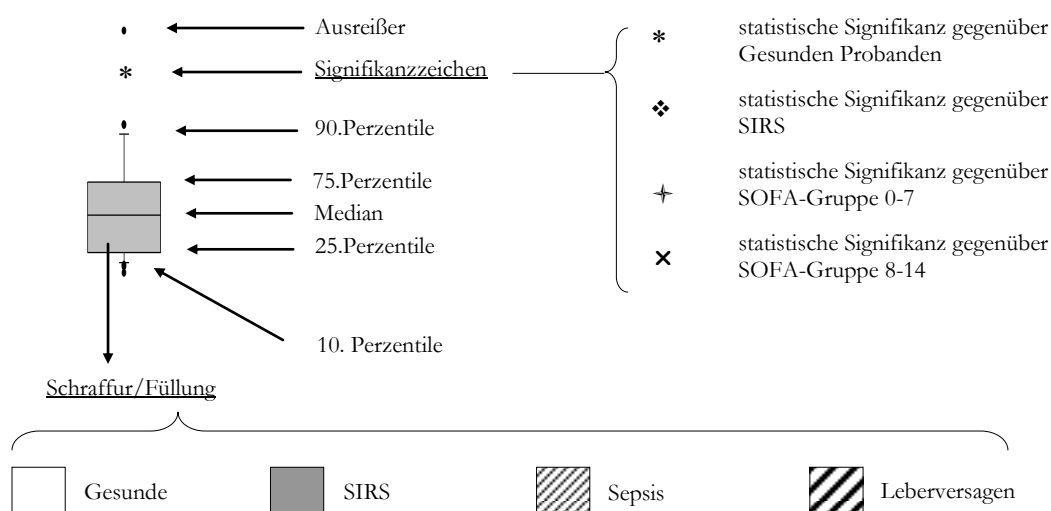 Ausreißer
*
Signifikanzzeichen
90.Perzentile
75.Perzentile
Median
25.Perzentile
10. Perzentile
Schraffur/Füllung
*
statistische Signifikanz gegenüber
Gesunden Probanden
❖
statistische Signifikanz gegenüber
SIRS
statistische Signifikanz gegenüber
SOFA-Gruppe 0-7
×
statistische Signifikanz gegenüber
SOFA-Gruppe 8-14
Gesunde
SIRS
Sepsis
Leberversagen